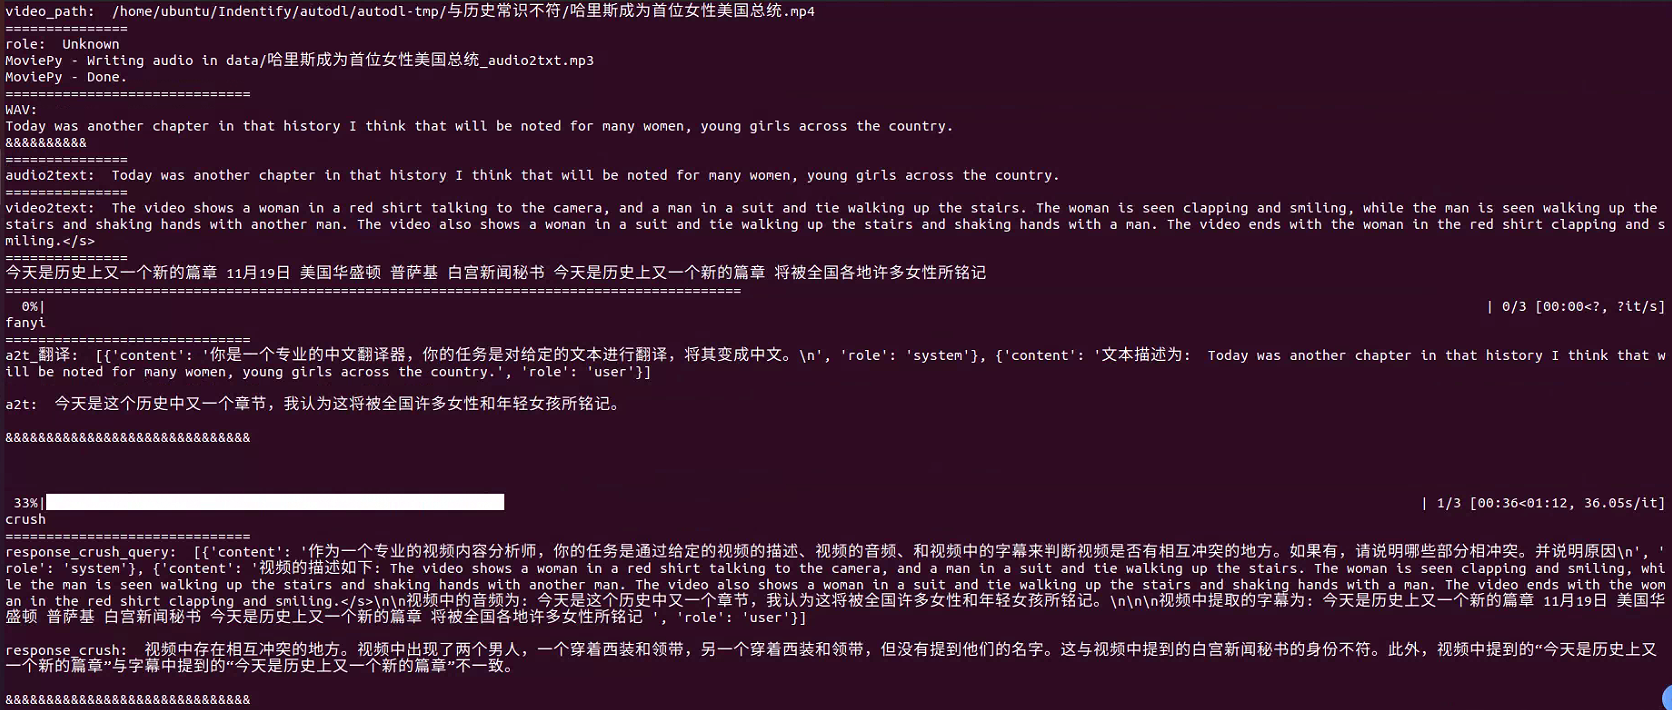 video_path:  /home/ubuntu/Indentify/autodl/autodl-tmp/与历史常识不符/哈里斯成为首位女性美国总统.mp4
===============
role:  Unknown
MoviePy - Writing audio in data/哈里斯成为首位女性美国总统_audio2txt.mp3
MoviePy - Done.
==============================
WAV:
Today was another chapter in that history I think that will be noted for many women, young girls across the country.
&&&&&&&&&&
===============
audio2text:  Today was another chapter in that history I think that will be noted for many women, young girls across the country.
===============
video2text:  The video shows a woman in a red shirt talking to the camera, and a man in a suit and tie walking up the stairs. The woman is seen clapping and smiling, while the man is seen walking up the
stairs and shaking hands with another man. The video also shows a woman in a suit and tie walking up the stairs and shaking hands with a man. The video ends with the woman in the red shirt clapping and s
miling.</s>
===============
今天是历史上又一个新的篇章 11月19日 美国华盛顿 普萨基 白宫新闻秘书 今天是历史上又一个新的篇章 将被全国各地许多女性所铭记
==========================================================================================
0%| | 0/3 [00:00<?, ?it/s]
fanyi
==============================
a2t_翻译:  [{'content': '你是一个专业的中文翻译器，你的任务是对给定的文本进行翻译，将其变成中文。\n', 'role': 'system'}, {'content': '文本描述为:  Today was another chapter in that history I think that w
ill be noted for many women, young girls across the country.', 'role': 'user'}]
a2t:  今天是这个历史中又一个章节，我认为这将被全国许多女性和年轻女孩所铭记。
&&&&&&&&&&&&&&&&&&&&&&&&&&&&&&
33%| | 1/3 [00:36<01:12, 36.05s/it]
crush
==============================
response_crush_query:  [{'content': '作为一个专业的视频内容分析师，你的任务是通过给定的视频的描述、视频的音频、和视频中的字幕来判断视频是否有相互冲突的地方。如果有，请说明哪些部分相冲突。并说明原因\n', '
role': 'system'}, {'content': '视频的描述如下: The video shows a woman in a red shirt talking to the camera, and a man in a suit and tie walking up the stairs. The woman is seen clapping and smiling, whi
le the man is seen walking up the stairs and shaking hands with another man. The video also shows a woman in a suit and tie walking up the stairs and shaking hands with a man. The video ends with the wom
an in the red shirt clapping and smiling.</s>\n\n视频中的音频为: 今天是这个历史中又一个章节，我认为这将被全国许多女性和年轻女孩所铭记。\n\n\n视频中提取的字幕为: 今天是历史上又一个新的篇章 11月19日 美国华
盛顿 普萨基 白宫新闻秘书 今天是历史上又一个新的篇章 将被全国各地许多女性所铭记 ', 'role': 'user'}]
response_crush:  视频中存在相互冲突的地方。视频中出现了两个男人，一个穿着西装和领带，另一个穿着西装和领带，但没有提到他们的名字。这与视频中提到的白宫新闻秘书的身份不符。此外，视频中提到的“今天是历史上又
一个新的篇章”与字幕中提到的“今天是历史上又一个新的篇章”不一致。
&&&&&&&&&&&&&&&&&&&&&&&&&&&&&&